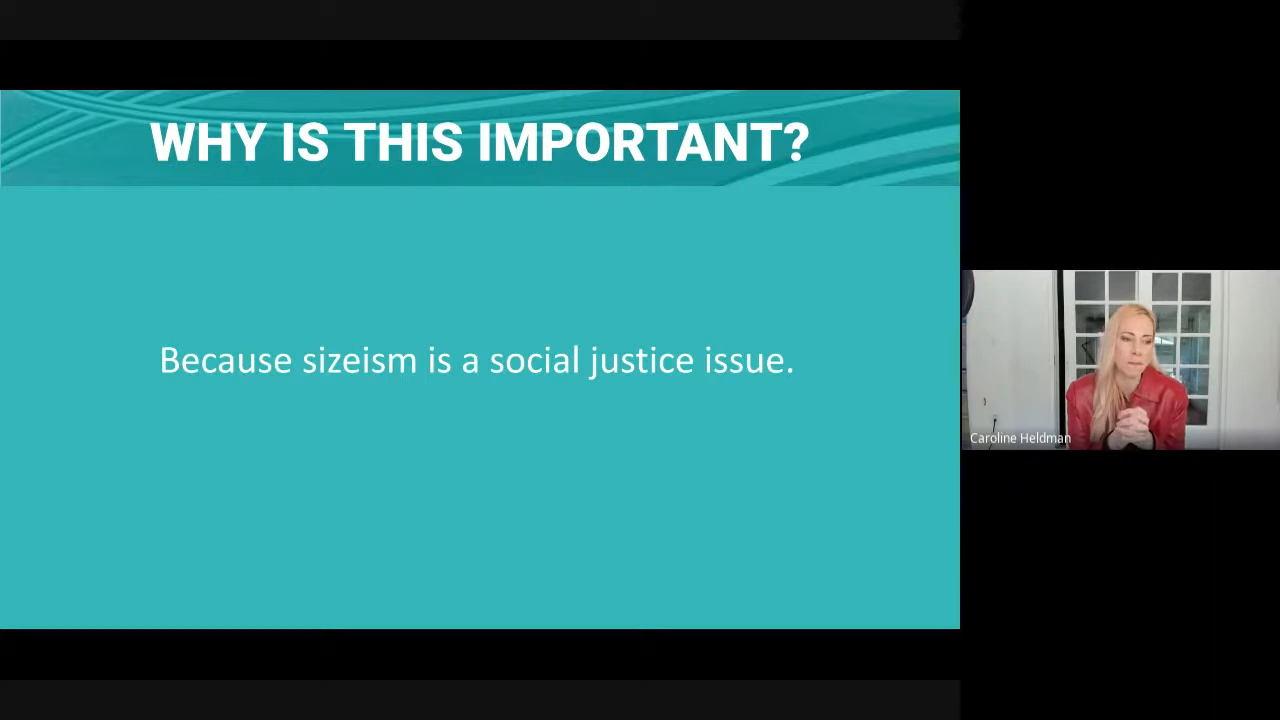 WHY IS THIS IMPORTANT?
Because sizeism is a social justice issue.
Caroline Heldman